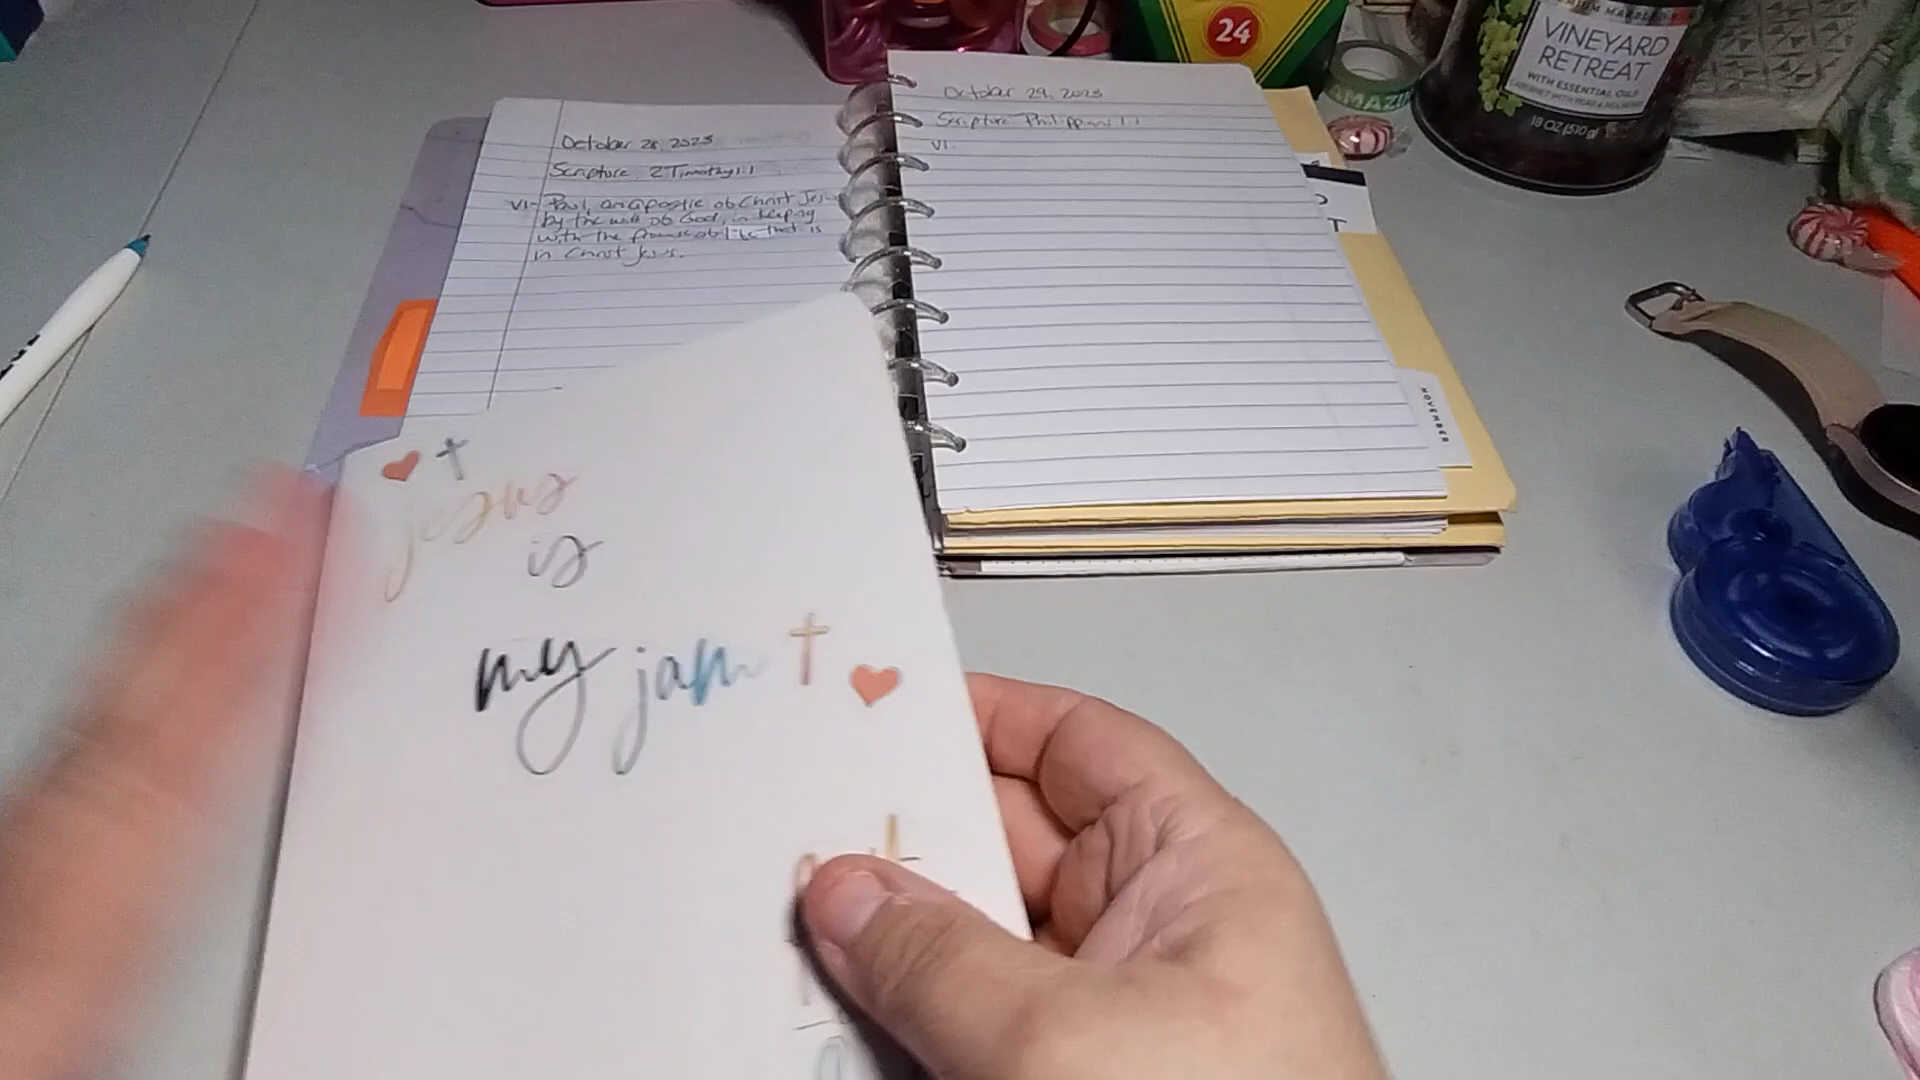 October 28, 2023
Scripture: 2 Timothy 1:1
V1- Paul, an apostle of Christ Jesus
by the will of God, in keeping
with the promise of life that is
in Christ Jesus.
October 29, 2023
Scripture: Philippians 1:1
V1-
NOVEMBER
jesus
is
my jam
24
AMAZI
VINEYARD
RETREAT
WITH ESSENTIAL OILS
18 OZ (510 g)